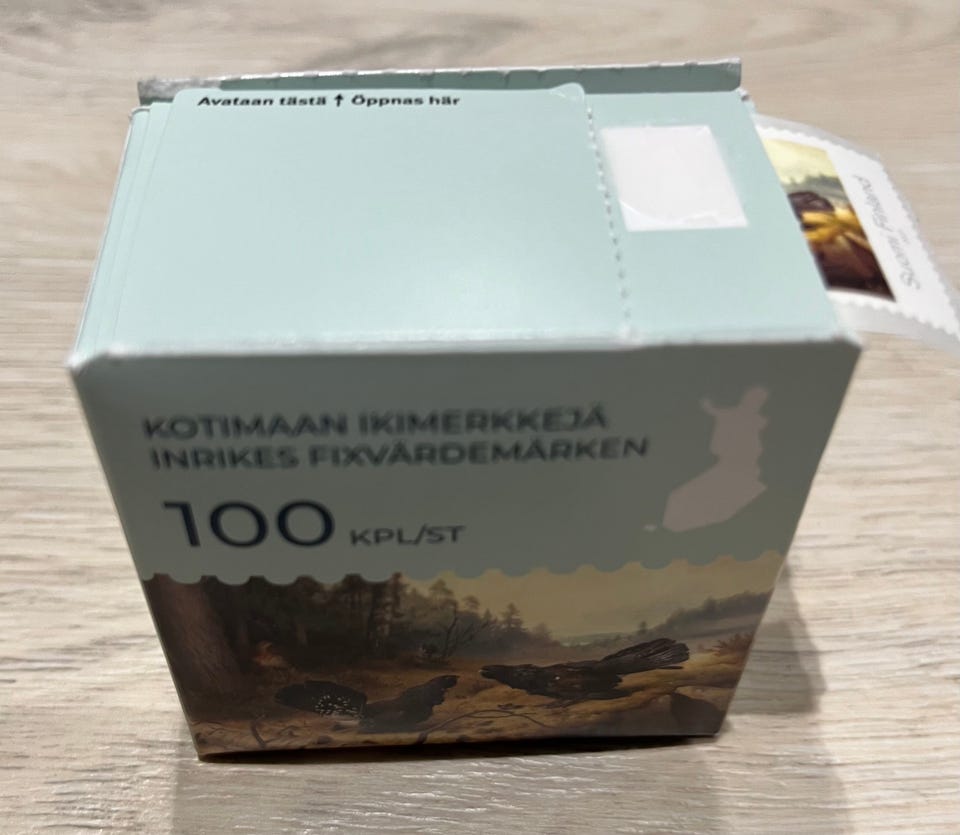 Avataan tästä ↑ Öppnas här
Suomi Finland
KOTIMAAN IKIMERKKEJÄ
INRIKES FIXVÄRDEMÄRKEN
100 KPL/ST